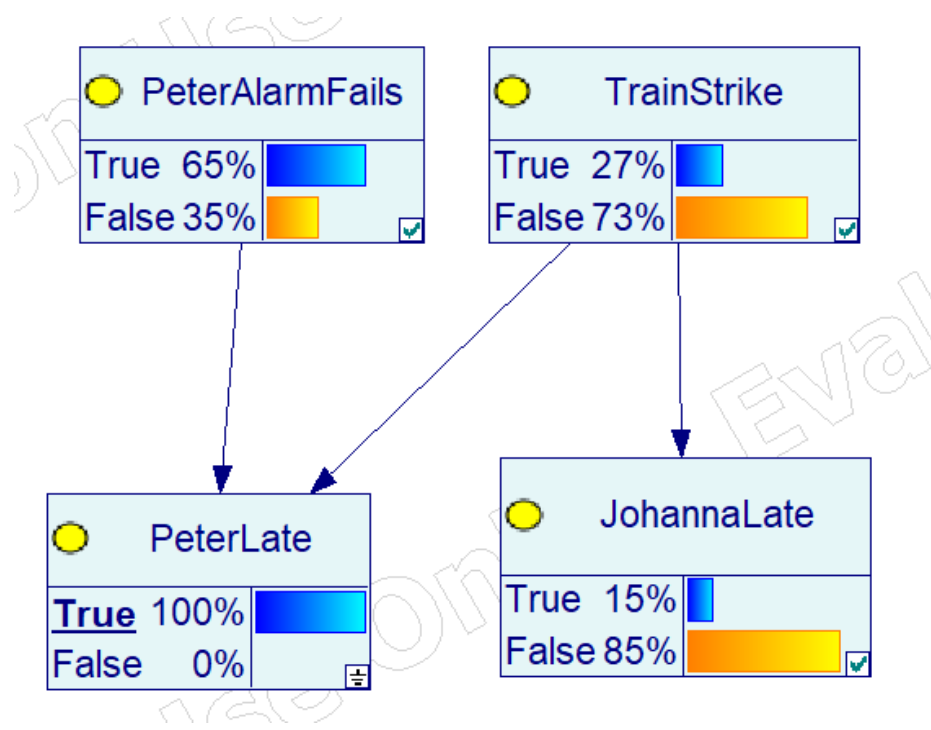 PeterAlarmFails
True 65%
False 35%
TrainStrike
True 27%
False 73%
PeterLate
True 100%
False 0%
JohannaLate
True 15%
False 85%